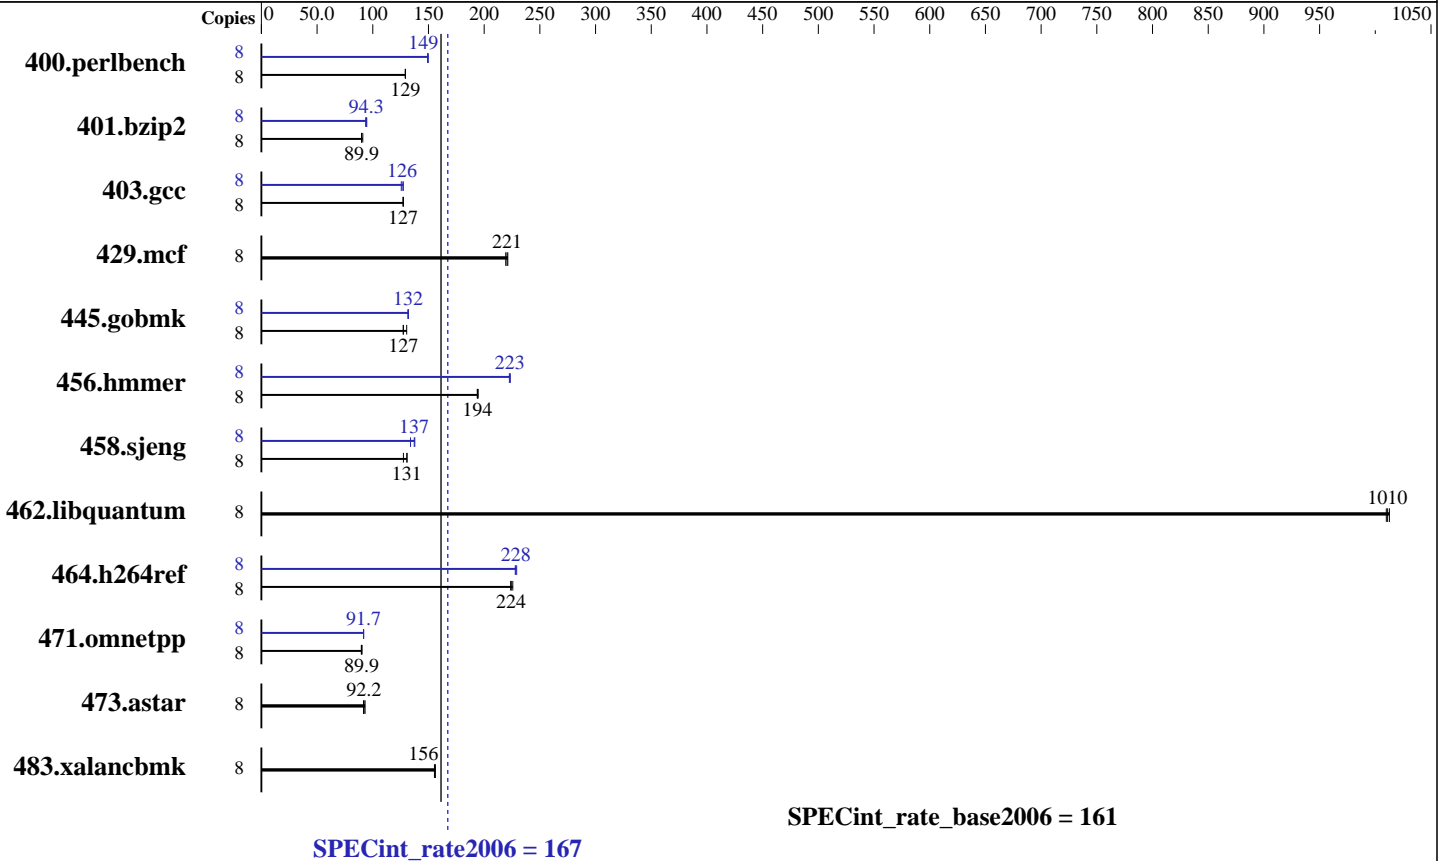 Copies 0 50.0 100 150 200 250 300 350 400 450 500 550 600 650 700 750 800 850 900 950 1050
400.perlbench 8 149
8 129
401.bzip2 8 94.3
8 89.9
403.gcc 8 126
8 127
429.mcf 8 221
445.gobmk 8 132
8 127
456.hmmer 8 223
8 194
458.sjeng 8 137
8 131
462.libquantum 8 1010
464.h264ref 8 228
8 224
471.omnetpp 8 91.7
8 89.9
473.astar 8 92.2
483.xalancbmk 8 156
SPECint_rate_base2006 = 161
SPECint_rate2006 = 167